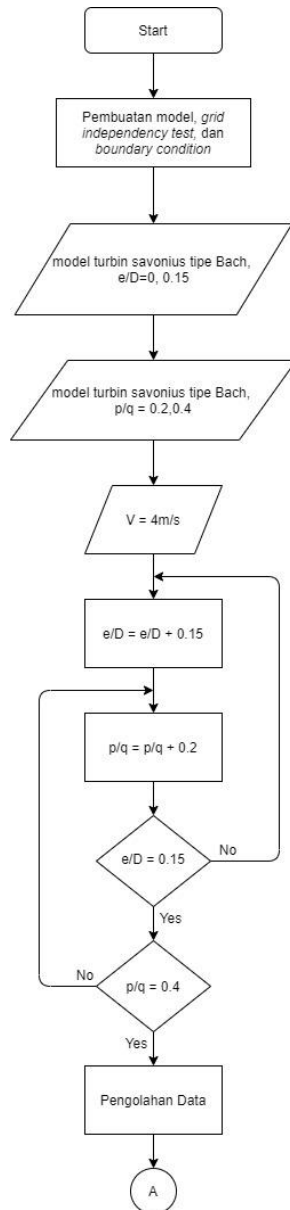 Start
Pembuatan model, grid
independency test, dan
boundary condition
model turbin savonius tipe Bach,
e/D=0, 0.15
model turbin savonius tipe Bach,
p/q = 0.2,0.4
V = 4m/s
e/D = e/D + 0.15
p/q = p/q + 0.2
e/D = 0.15
No
Yes
p/q = 0.4
No
Yes
Pengolahan Data
A